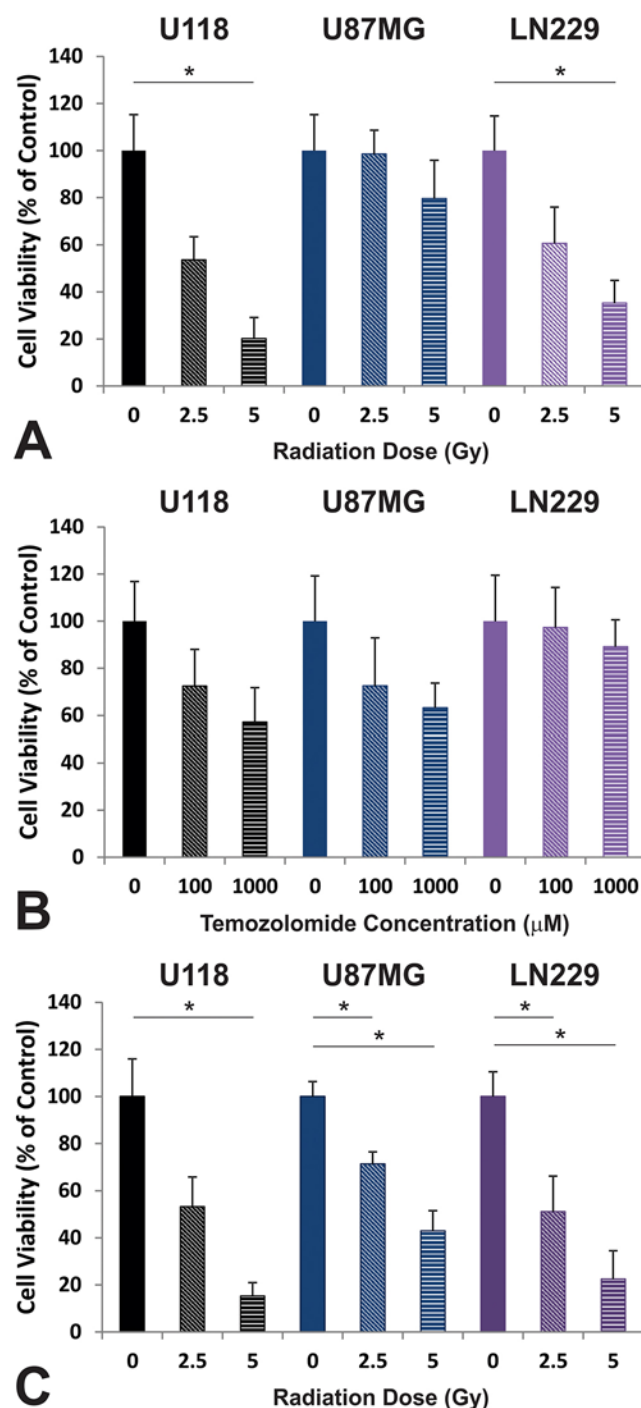 U118 U87MG LN229
140
120
100
80
60
40
20
0
Cell Viability (% of Control)
* *
0 2.5 5 0 2.5 5 0 2.5 5
Radiation Dose (Gy)
A
U118 U87MG LN229
140
120
100
80
60
40
20
0
Cell Viability (% of Control)
0 100 1000 0 100 1000 0 100 1000
Temozolomide Concentration (μM)
B
U118 U87MG LN229
140
120
100
80
60
40
20
0
Cell Viability (% of Control)
* * *
* *
0 2.5 5 0 2.5 5 0 2.5 5
Radiation Dose (Gy)
C